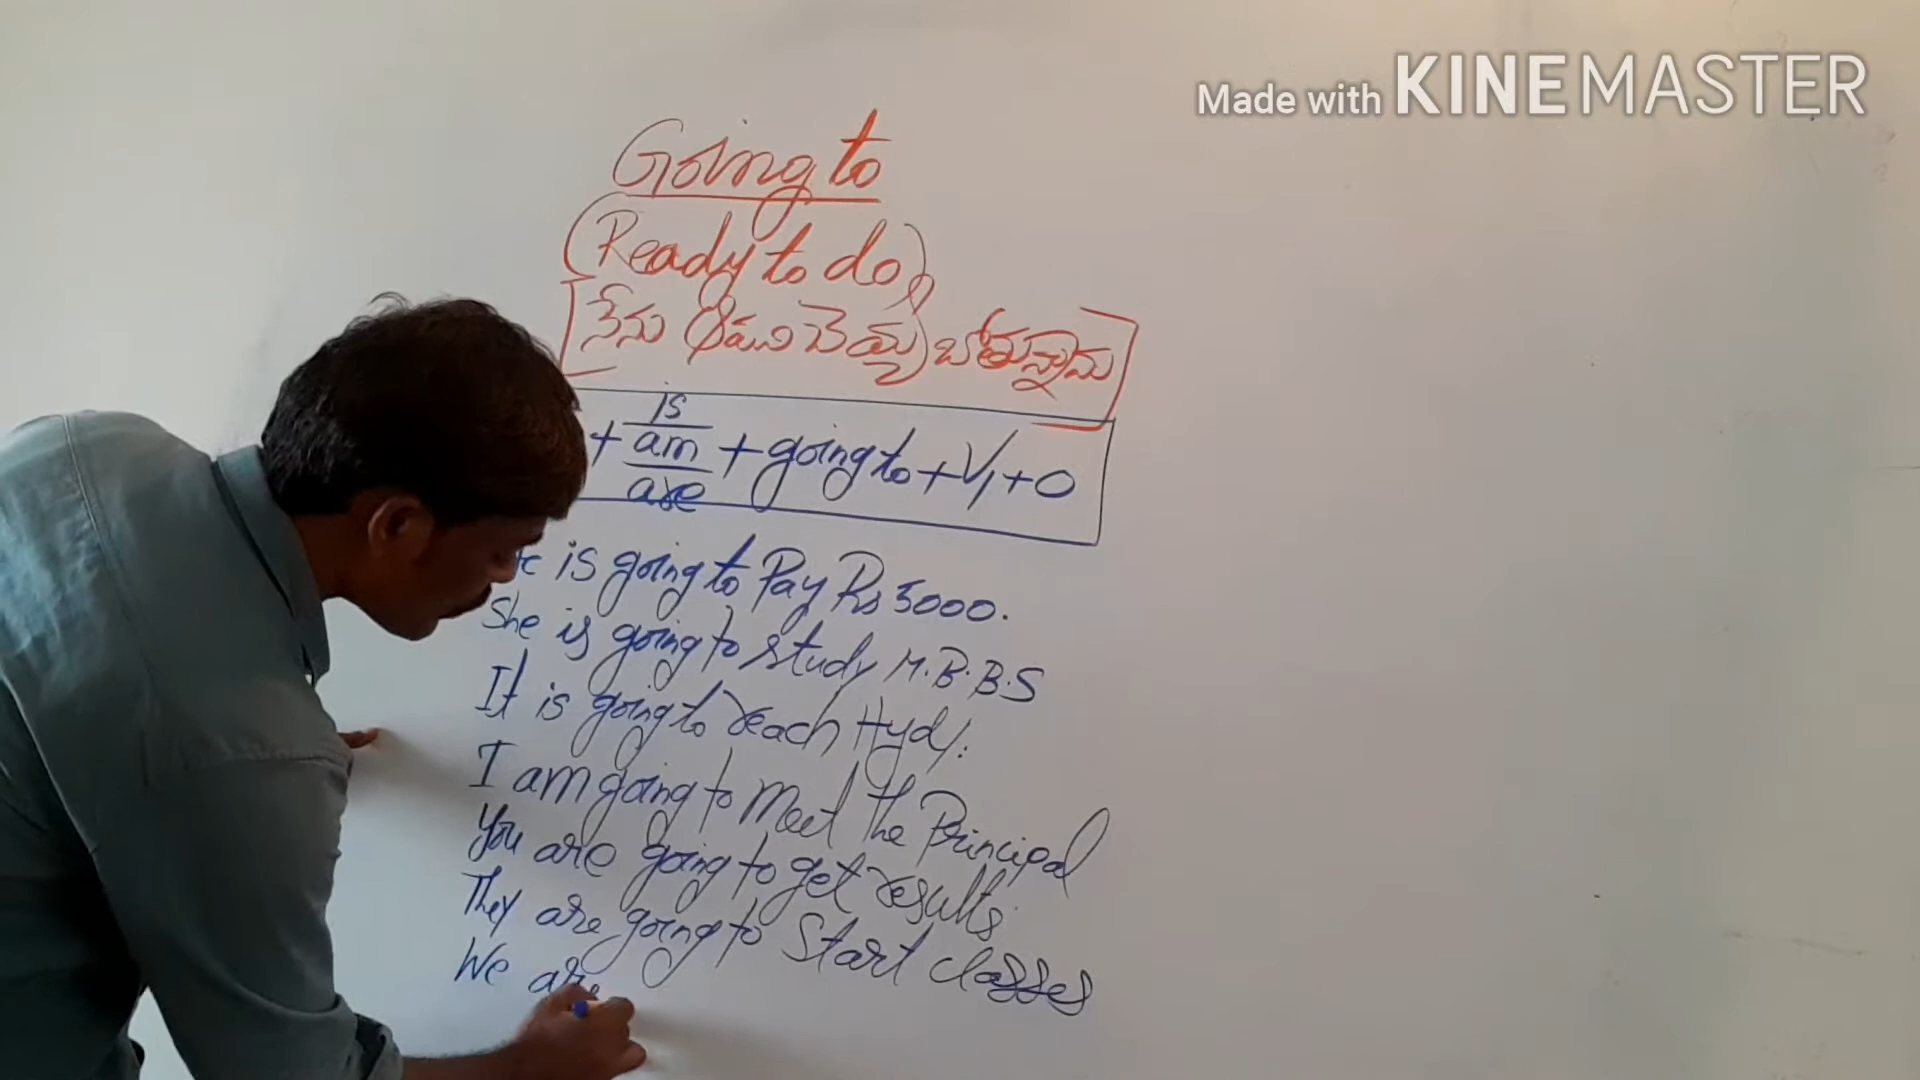 Made with KINEMASTER
Going to
(Ready to do)
[నేను ఈ పని చెయ్య బోతున్నాను]
+ is
am
are + going to + V1 + O
is going to Pay Rs 5000.
She is going to study M.B.B.S
It is going to reach Hyd/:
I am going to Meet the Principal
You are going to get results
They are going to Start classes
We are